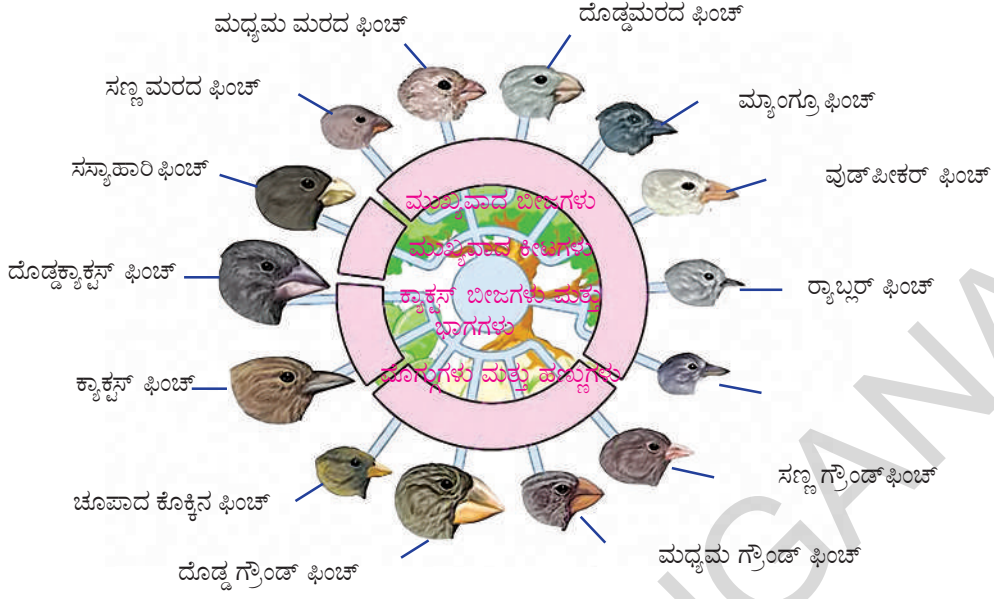 ಮಧ್ಯಮ ಮರದ ಫಿಂಚ್
ದೊಡ್ಡಮರದ ಫಿಂಚ್
ಸಣ್ಣ ಮರದ ಫಿಂಚ್
ಮ್ಯಾಂಗ್ರೂ ಫಿಂಚ್
ಸಸ್ಯಾಹಾರಿ ಫಿಂಚ್
ವುಡ್‌ಪೀಕರ್ ಫಿಂಚ್
ಮುಖ್ಯವಾದ ಬೀಜಗಳು
ಮುಖ್ಯವಾದ ಕೀಟಗಳು
ದೊಡ್ಡಕ್ಯಾಕ್ಟಸ್ ಫಿಂಚ್
ರ‍್ಯಾಬ್ಲರ್ ಫಿಂಚ್
ಕ್ಯಾಕ್ಟಸ್ ಬೀಜಗಳು ಮತ್ತು
ಭಾಗಗಳು
ಮೊಗ್ಗುಗಳು ಮತ್ತು ಹಣ್ಣುಗಳು
ಕ್ಯಾಕ್ಟಸ್ ಫಿಂಚ್
ಸಣ್ಣ ಗ್ರೌಂಡ್‌ಫಿಂಚ್
ಚೂಪಾದ ಕೊಕ್ಕಿನ ಫಿಂಚ್
ಮಧ್ಯಮ ಗ್ರೌಂಡ್ ಫಿಂಚ್
ದೊಡ್ಡ ಗ್ರೌಂಡ್ ಫಿಂಚ್